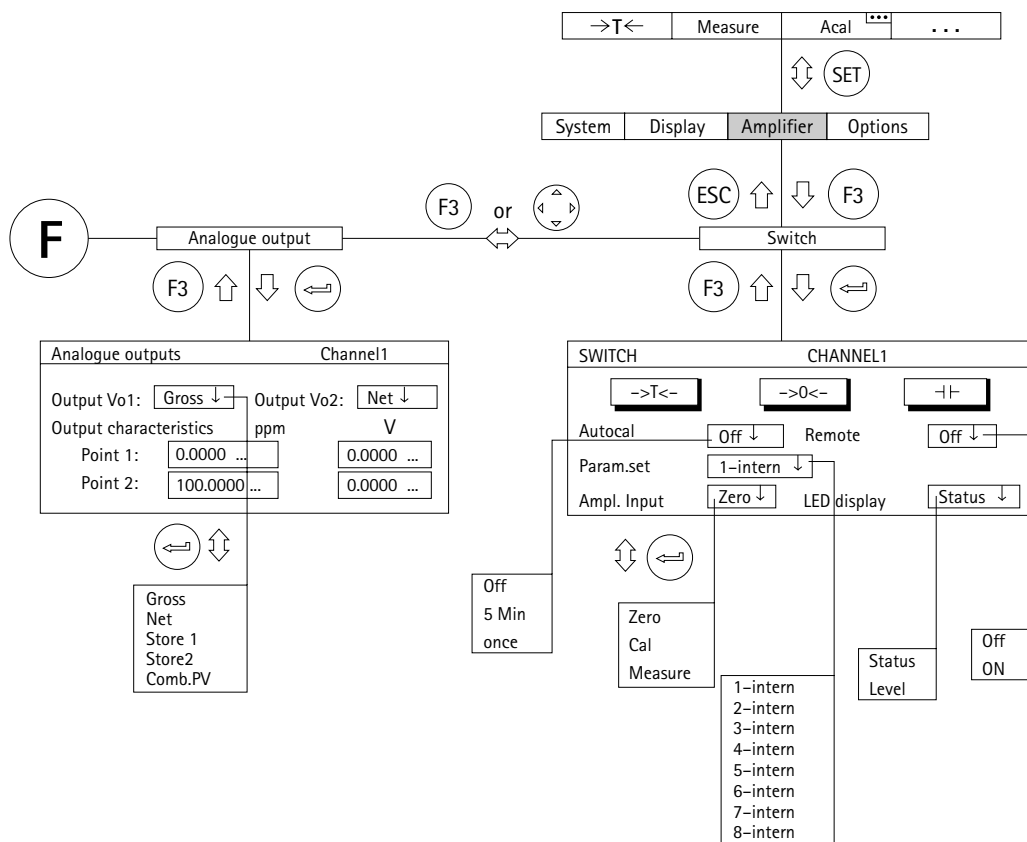 →T← Measure Acal ••• . . .
SET
System Display Amplifier Options
ESC F3
F3 or
F Analogue output Switch
F3 F3
Analogue outputs Channel1
Output Vo1: Gross ↓ Output Vo2: Net ↓
Output characteristics ppm V
Point 1: 0.0000 ... 0.0000 ...
Point 2: 100.0000 ... 0.0000 ...
Gross
Net
Store 1
Store2
Comb.PV
SWITCH CHANNEL1
–>T<– –>0<– ⊣⊢
Autocal Off ↓ Remote Off ↓
Param.set 1–intern ↓
Ampl. Input Zero ↓ LED display Status ↓
Off
5 Min
once
Zero
Cal
Measure
1–intern
2–intern
3–intern
4–intern
5–intern
6–intern
7–intern
8–intern
Status
Level
Off
ON